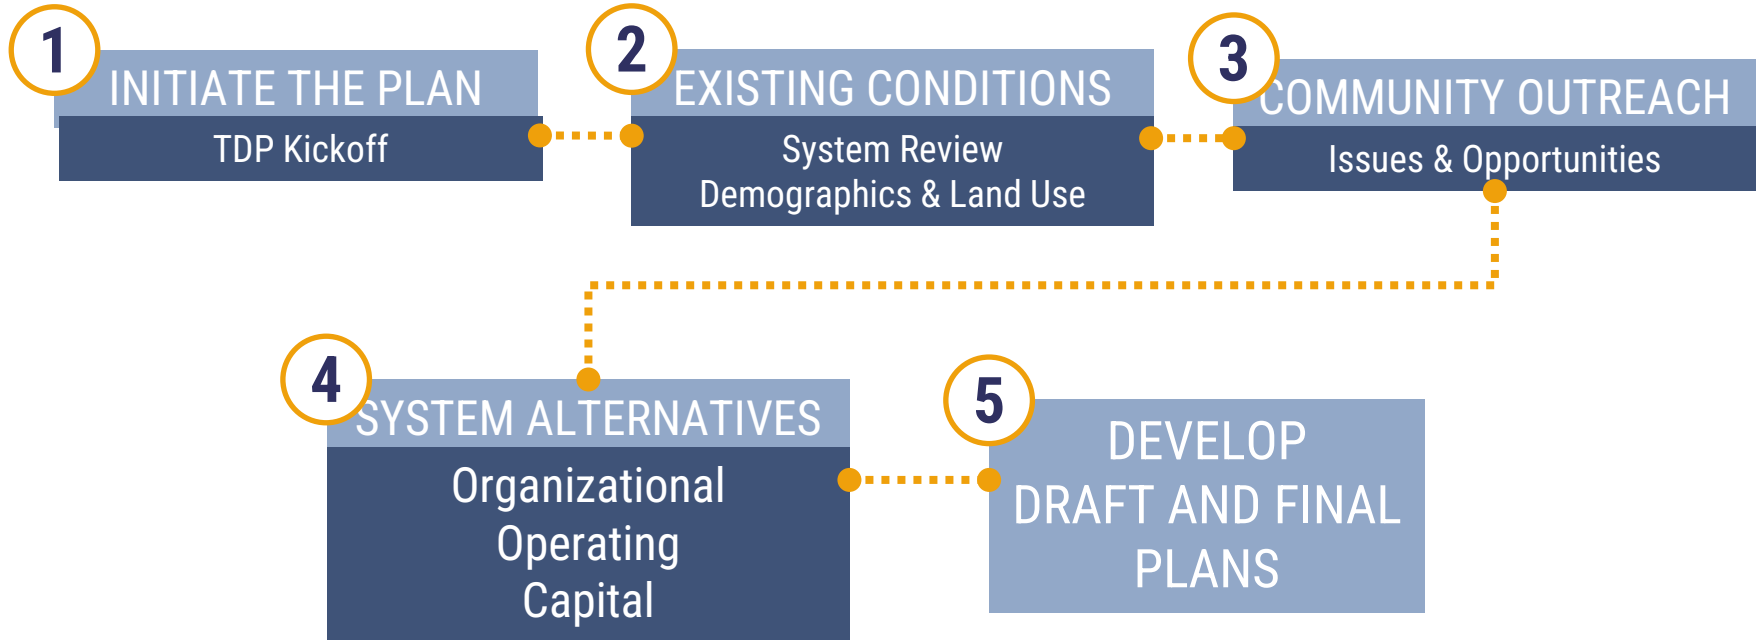 1
INITIATE THE PLAN
TDP Kickoff
2
EXISTING CONDITIONS
System Review
Demographics & Land Use
3
COMMUNITY OUTREACH
Issues & Opportunities
4
SYSTEM ALTERNATIVES
Organizational
Operating
Capital
5
DEVELOP
DRAFT AND FINAL
PLANS